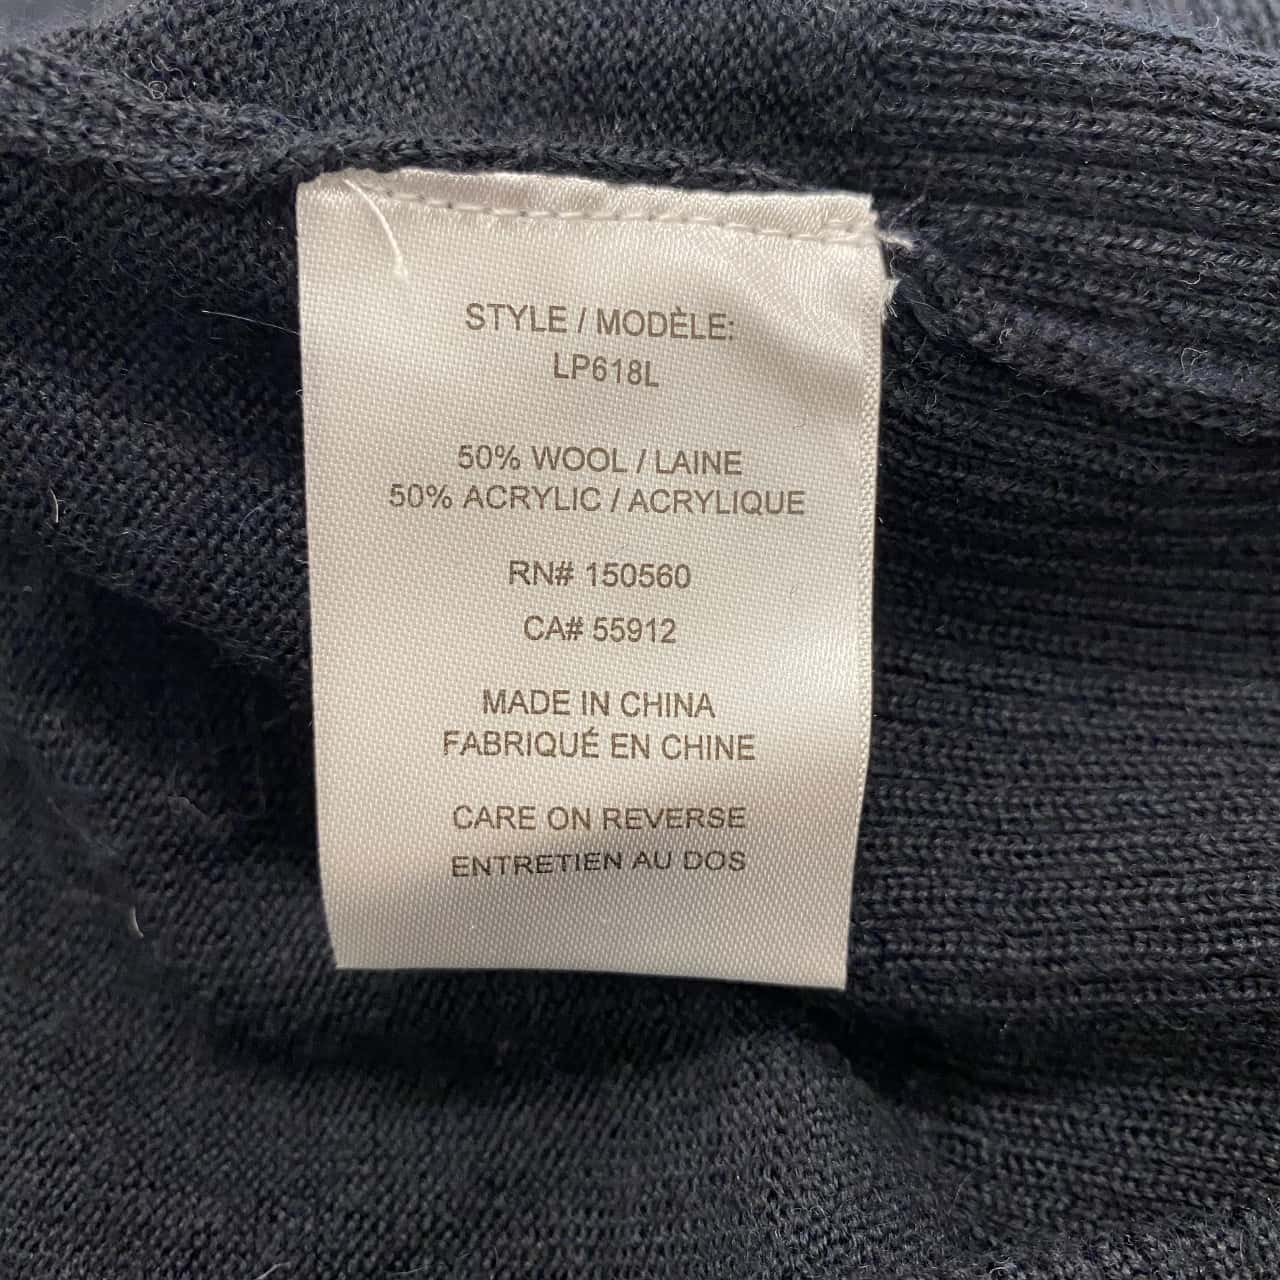 STYLE / MODÈLE:
LP618L
50% WOOL / LAINE
50% ACRYLIC / ACRYLIQUE
RN# 150560
CA# 55912
MADE IN CHINA
FABRIQUÉ EN CHINE
CARE ON REVERSE
ENTRETIEN AU DOS